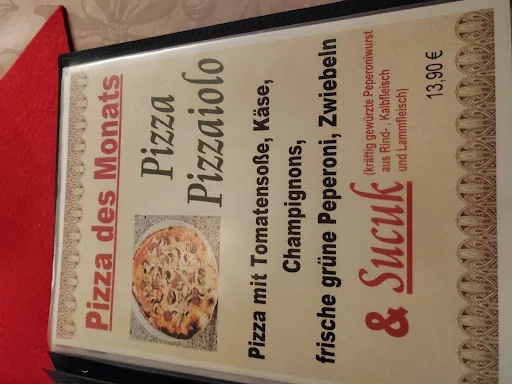 Pizza des Monats
Pizza
Pizzaiolo
Pizza mit Tomatensoße, Käse,
Champignons,
frische grüne Peperoni, Zwiebeln
& Sucuk (kräftig gewürzte Peperoniwurst
aus Rind-, Kalbfleisch
und Lammfleisch)
13,90 €